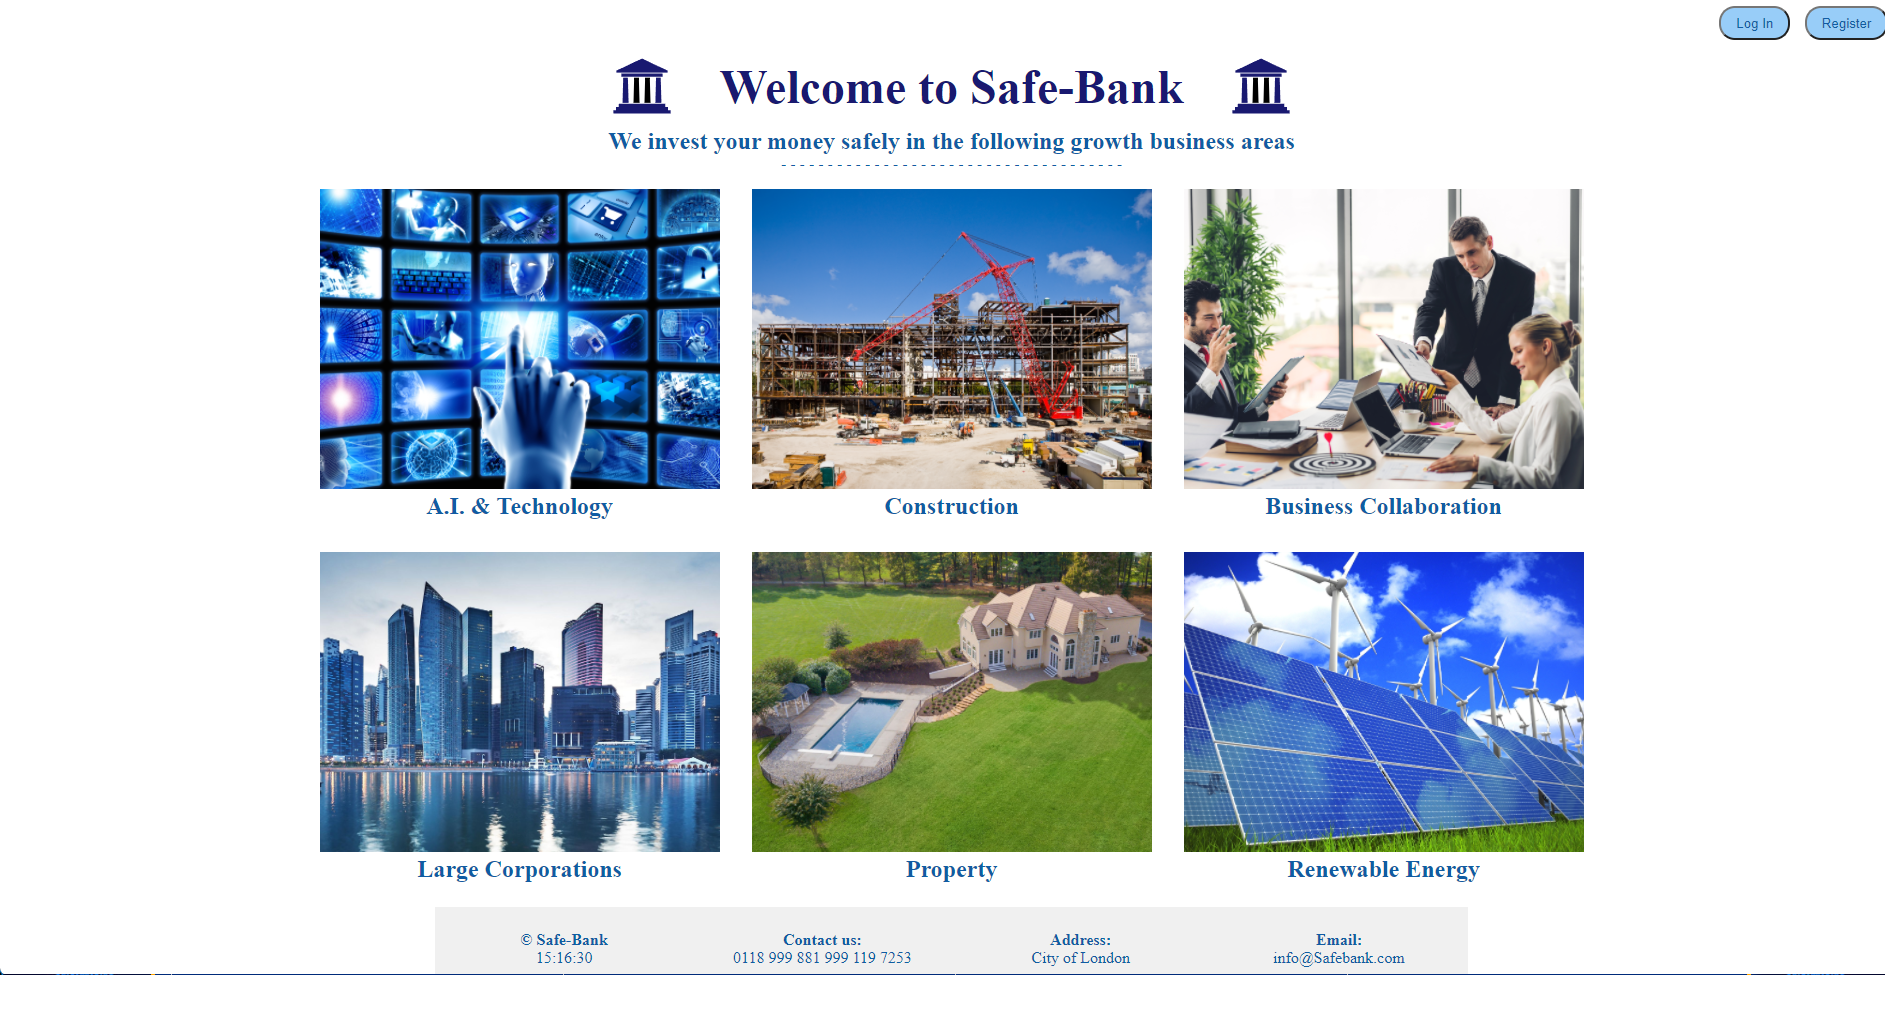 Log In
Register
Welcome to Safe-Bank
We invest your money safely in the following growth business areas
A.I. & Technology
Construction
Business Collaboration
Large Corporations
Property
Renewable Energy
© Safe-Bank
15:16:30
Contact us:
0118 999 881 999 119 7253
Address:
City of London
Email:
info@Safebank.com